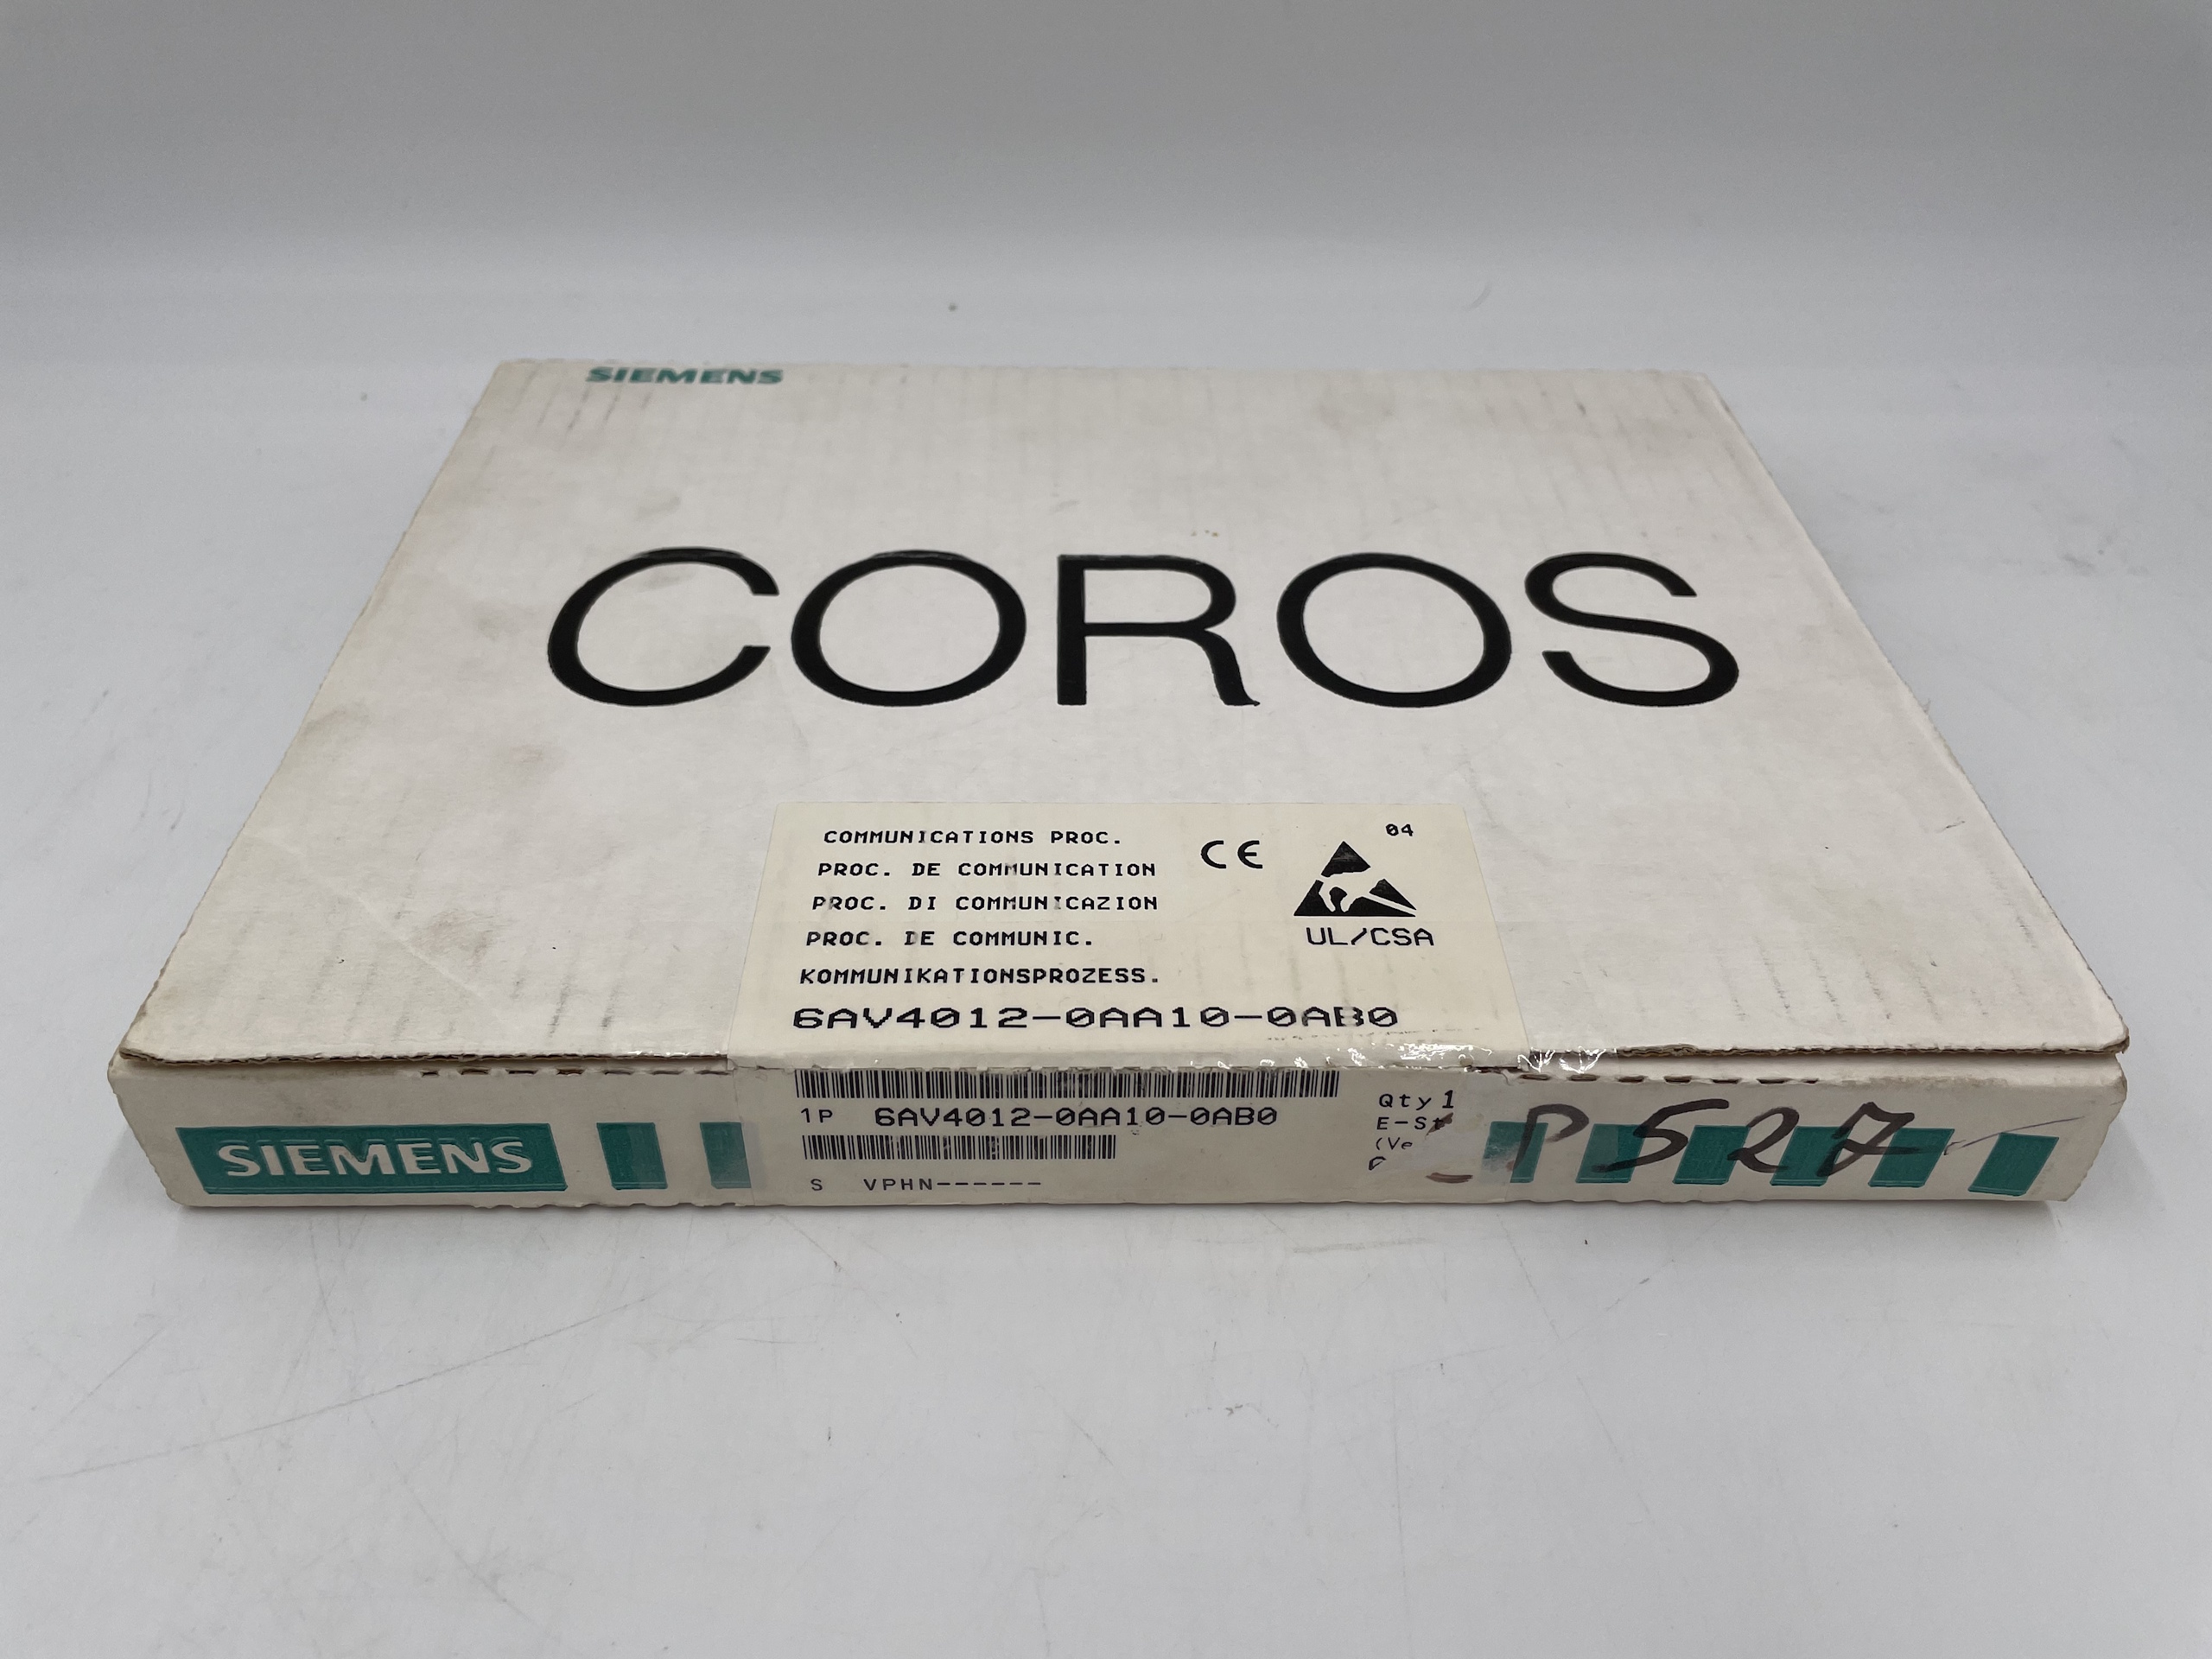 SIEMENS
COROS
COMMUNICATIONS PROC.
PROC. DE COMMUNICATION
PROC. DI COMMUNICAZION
PROC. DE COMMUNIC.
KOMMUNIKATIONSPROZESS.
6AV4012-0AA10-0AB0
CE
04
UL/CSA
SIEMENS
1P 6AV4012-0AA10-0AB0
S VPHN------
Qty 1
P527